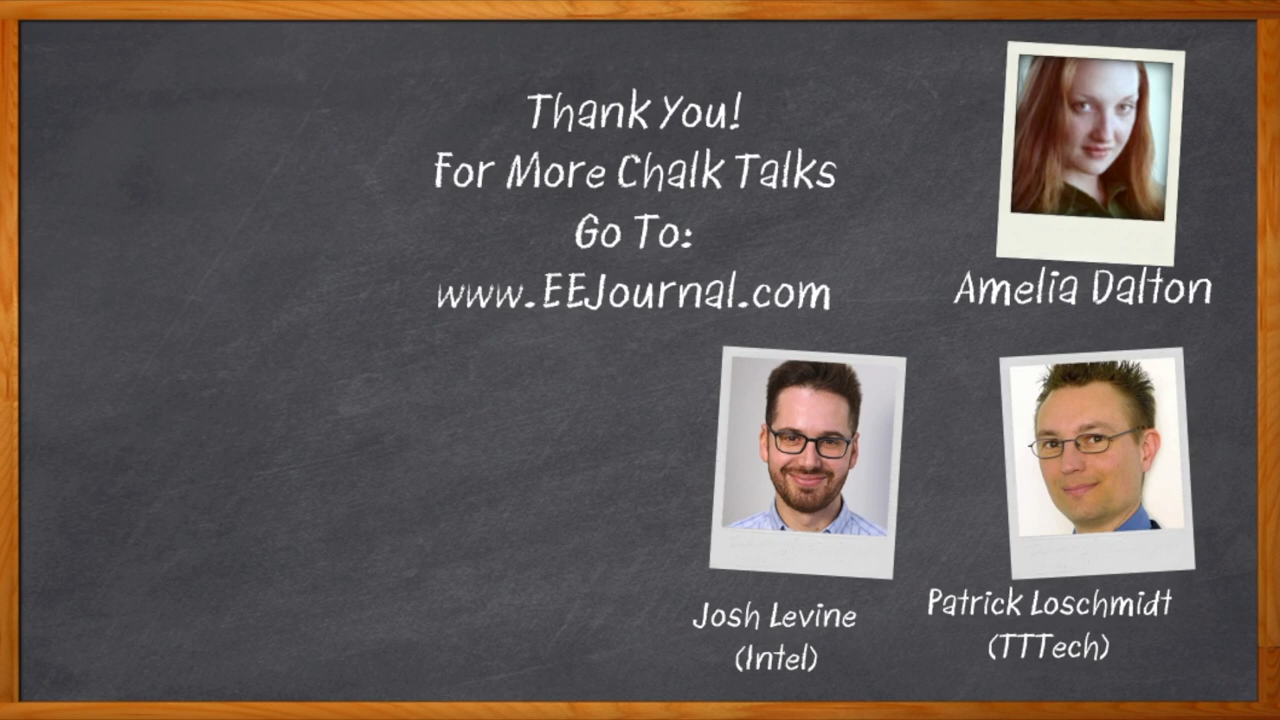 Thank You!
For More Chalk Talks
Go To:
www.EEJournal.com
Amelia Dalton
Josh Levine
(Intel)
Patrick Loschmidt
(TTTech)